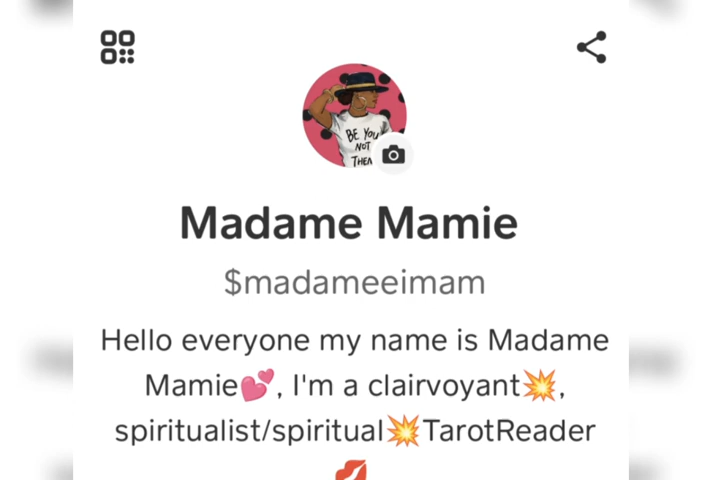 BE YOU
NOT
THEM
Madame Mamie
$madameeimam
Hello everyone my name is Madame
Mamie💕, I'm a clairvoyant💥,
spiritualist/spiritual💥TarotReader
💋